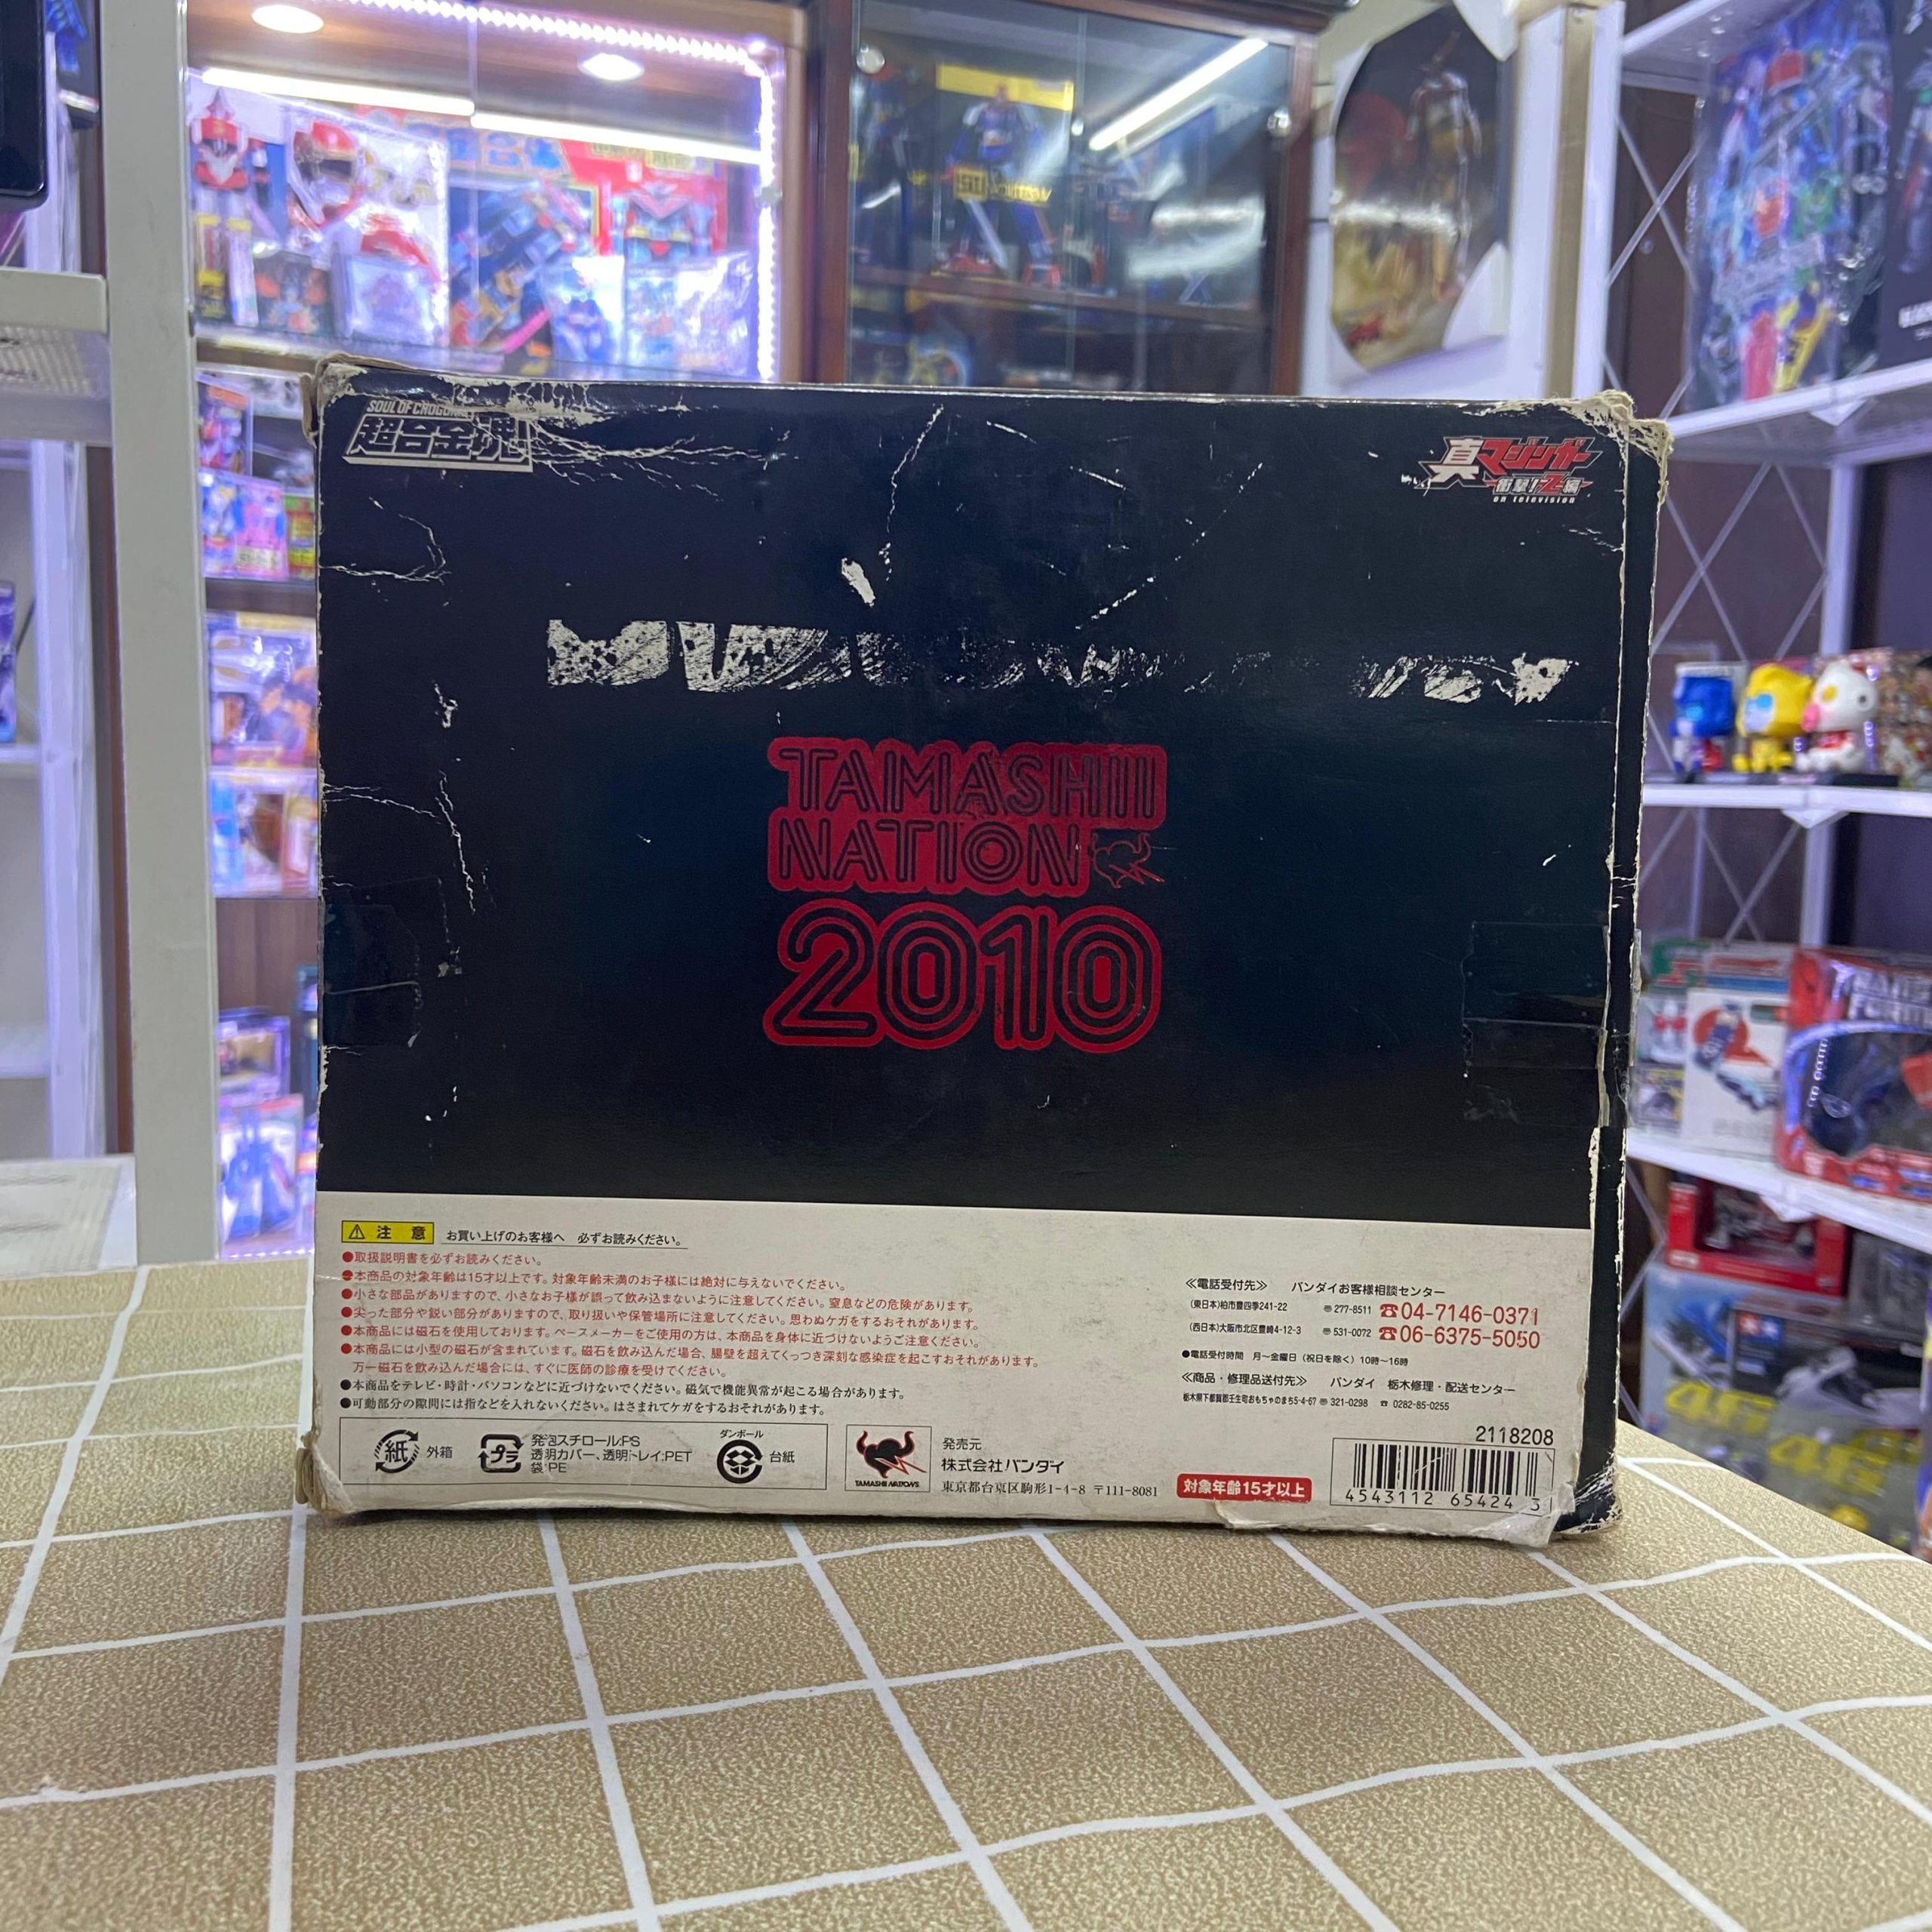 SOUL OF
超合金魂
真マジンガー
衝撃!Z編
on television
TAMASHIII
NATION
2010
注 意 お買い上げのお客様へ 必ずお読みください。
●取扱説明書を必ずお読みください。
●本商品の対象年齢は15才以上です。対象年齢未満のお子様には絶対に与えないでください。
●小さな部品がありますので、小さなお子様が誤って飲み込まないように注意してください。窒息などの危険があります。
●尖った部分や鋭い部分がありますので、取り扱いや保管場所に注意してください。思わぬケガをするおそれがあります。
●本商品には磁石を使用しております。ペースメーカーをご使用の方は、本商品を身体に近づけないようご注意ください。
●本商品には小型の磁石が含まれています。磁石を飲み込んだ場合、腸壁を超えてくっつき深刻な感染症を起こすおそれがあります。
万一磁石を飲み込んだ場合には、すぐに医師の診療を受けてください。
●本商品をテレビ・時計・パソコンなどに近づけないでください。磁気で機能異常が起こる場合があります。
●可動部分の隙間には指などを入れないください。はさまれてケガをするおそれがあります。
≪電話受付先≫ バンダイお客様相談センター
(東日本)柏市豊四季241-22 〒277-8511 ☎04-7146-0371
(西日本)大阪市北区豊崎4-12-3 〒531-0072 ☎06-6375-5050
●電話受付時間 月〜金曜日(祝日を除く)10時〜16時
≪商品・修理品送付先≫ バンダイ 栃木修理・配送センター
栃木県下都賀郡壬生町おもちゃのまち5-4-67 〒321-0298 ☎ 0282-85-0255
紙 外箱
プラ 発泡スチロール:PS
透明カバー、透明トレイ:PET
袋:PE
ダンボール
台紙
TAMASHII NATIONS
発売元
株式会社バンダイ
東京都台東区駒形1-4-8 〒111-8081
対象年齢15才以上
2118208
4543112 65424 3